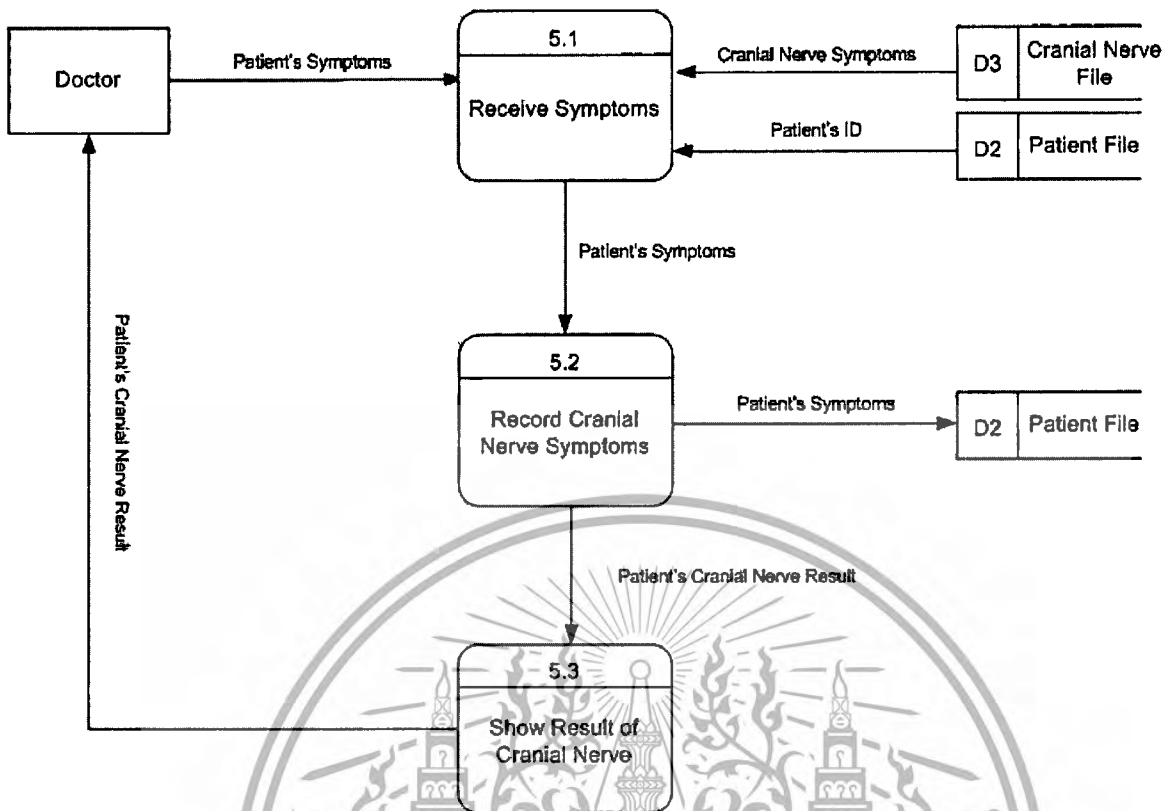 5.1
Doctor
Patient's Symptoms
Receive Symptoms
Cranial Nerve Symptoms
D3
Cranial Nerve
File
Patient's ID
D2
Patient File
Patient's Symptoms
5.2
Record Cranial
Nerve Symptoms
Patient's Symptoms
D2
Patient File
Patient's Cranial Nerve Result
Patient's Cranial Nerve Result
5.3
Show Result of
Cranial Nerve